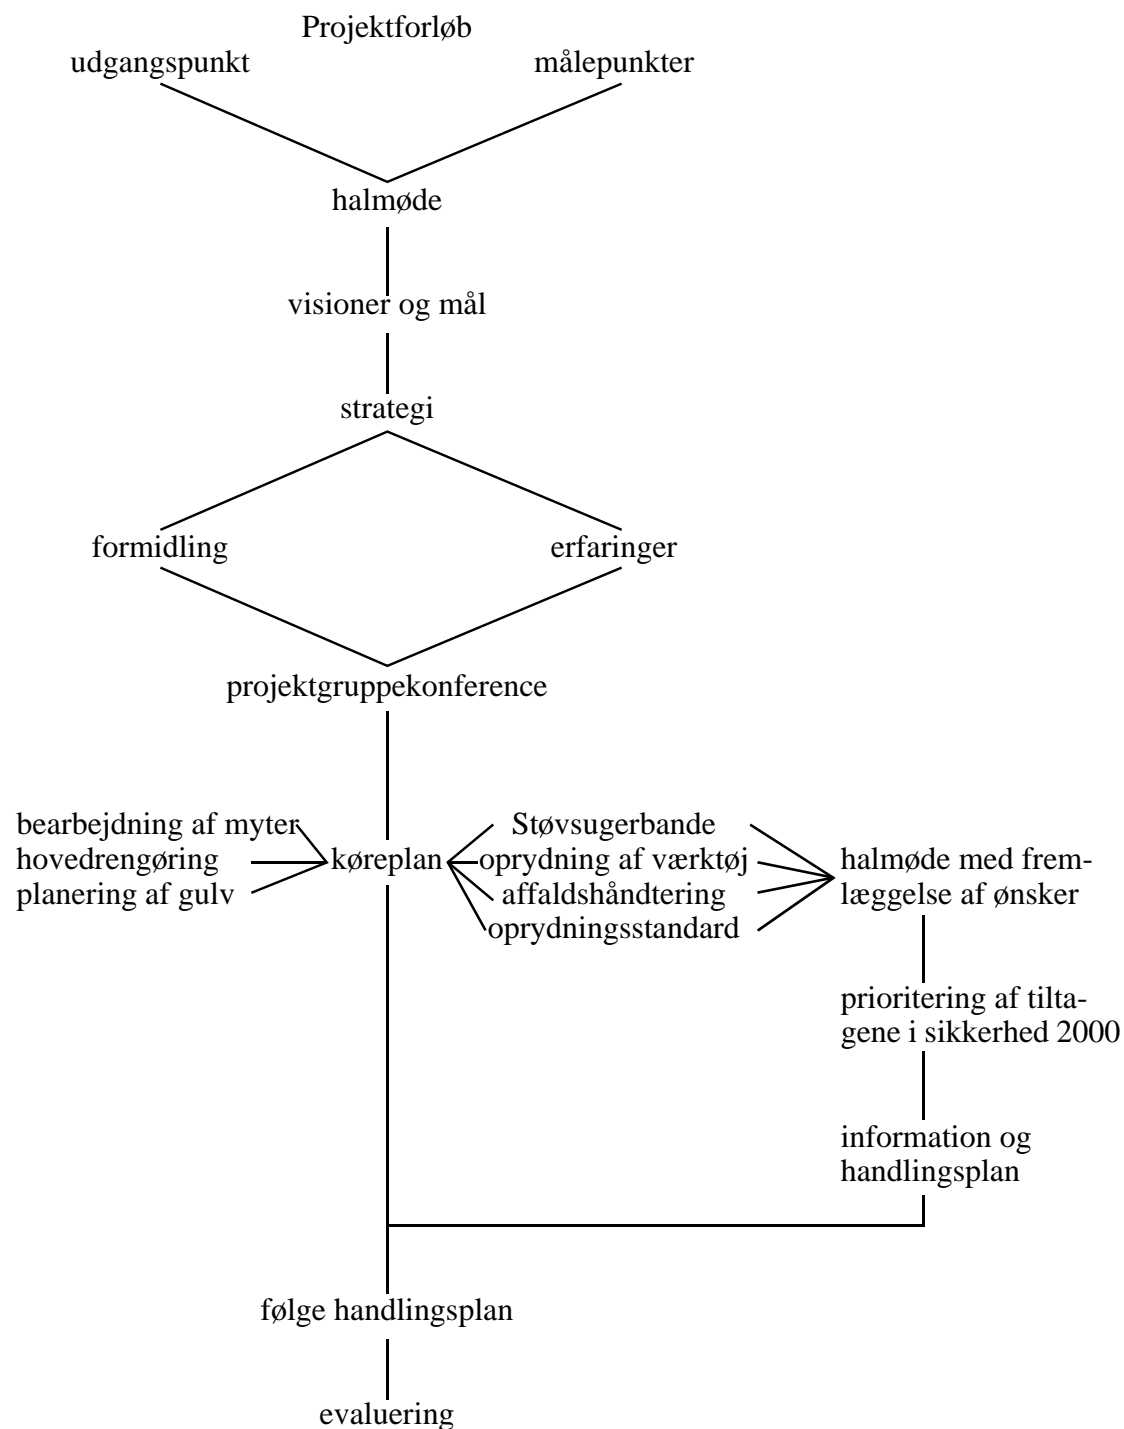 Projektforløb
udgangspunkt
målepunkter
halmøde
visioner og mål
strategi
formidling
erfaringer
projektgruppekonference
bearbejdning af myter
hovedrengøring
planering af gulv
køreplan
Støvsugerbande
oprydning af værktøj
affaldshåndtering
oprydningsstandard
halmøde med frem-
læggelse af ønsker
prioritering af tilta-
gene i sikkerhed 2000
information og
handlingsplan
følge handlingsplan
evaluering